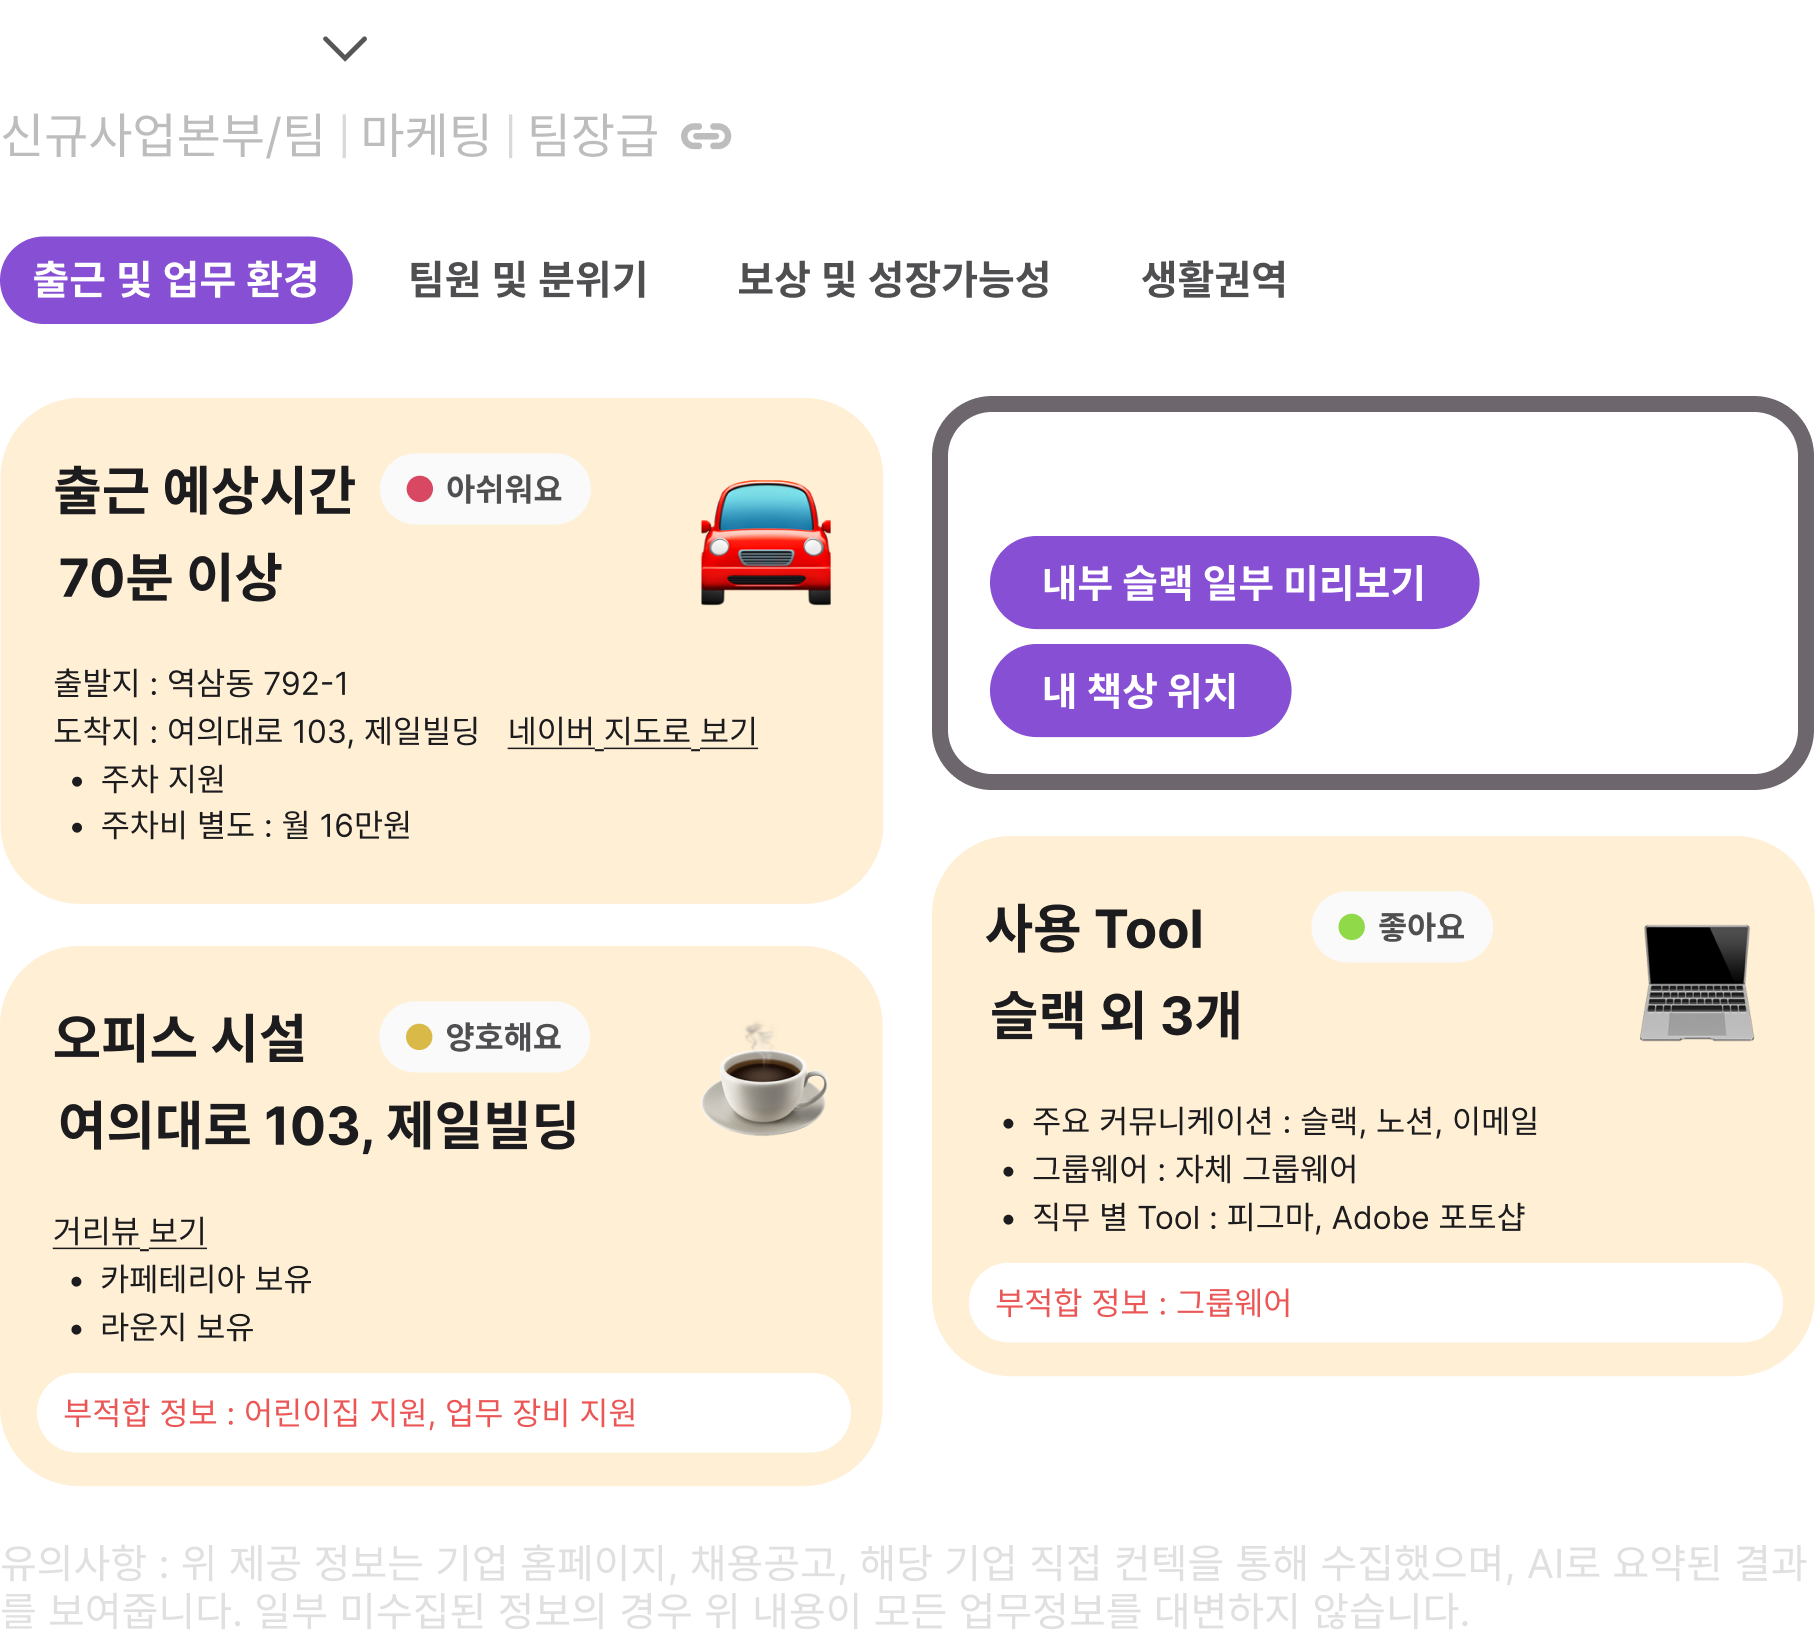 신규사업본부/팀 | 마케팅 | 팀장급
출근 및 업무 환경
팀원 및 분위기
보상 및 성장가능성
생활권역
출근 예상시간
아쉬워요
70분 이상
출발지 : 역삼동 792-1
도착지 : 여의대로 103, 제일빌딩 네이버 지도로 보기
• 주차 지원
• 주차비 별도 : 월 16만원
내부 슬랙 일부 미리보기
내 책상 위치
오피스 시설
양호해요
여의대로 103, 제일빌딩
거리뷰 보기
• 카페테리아 보유
• 라운지 보유
부적합 정보 : 어린이집 지원, 업무 장비 지원
사용 Tool
좋아요
슬랙 외 3개
• 주요 커뮤니케이션 : 슬랙, 노션, 이메일
• 그룹웨어 : 자체 그룹웨어
• 직무 별 Tool : 피그마, Adobe 포토샵
부적합 정보 : 그룹웨어
유의사항 : 위 제공 정보는 기업 홈페이지, 채용공고, 해당 기업 직접 컨텍을 통해 수집했으며, AI로 요약된 결과
를 보여줍니다. 일부 미수집된 정보의 경우 위 내용이 모든 업무정보를 대변하지 않습니다.